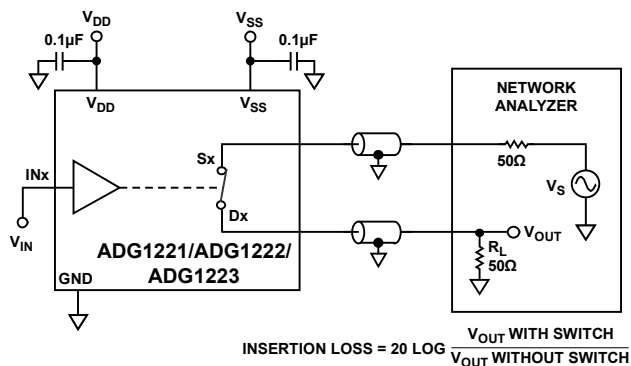 VDD
VSS
0.1µF
0.1µF
VDD
VSS
NETWORK
ANALYZER
Sx
50Ω
VS
INx
Dx
VOUT
VIN
RL
50Ω
ADG1221/ADG1222/
ADG1223
GND
INSERTION LOSS = 20 LOG VOUT WITH SWITCH
VOUT WITHOUT SWITCH